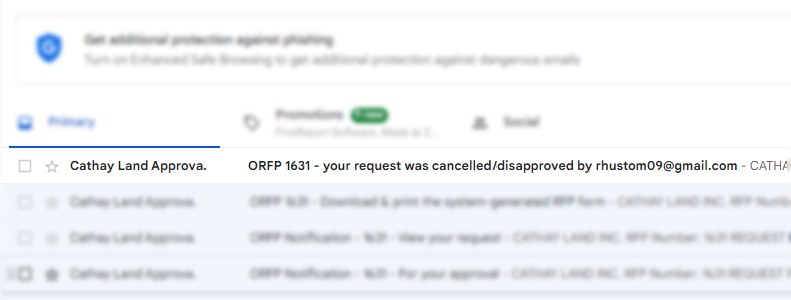 Get additional protection against phishing
Turn on Enhanced Safe Browsing to get additional protection against dangerous emails
Primary
Promotions
Social
Cathay Land Approva. ORFP 1631 - your request was cancelled/disapproved by rhustom09@gmail.com - CATHA
Cathay Land Approva. ORFP 1631 - Download & print the system-generated RFP form - CATHAY LAND INC. RFP Numb
Cathay Land Approva. ORFP Notification - 1631 - View your request - CATHAY LAND INC. RFP Number: 1631 REQUEST
Cathay Land Approva. ORFP Notification - 1631 - For your approval - CATHAY LAND INC. RFP Number: 1631 REQUEST